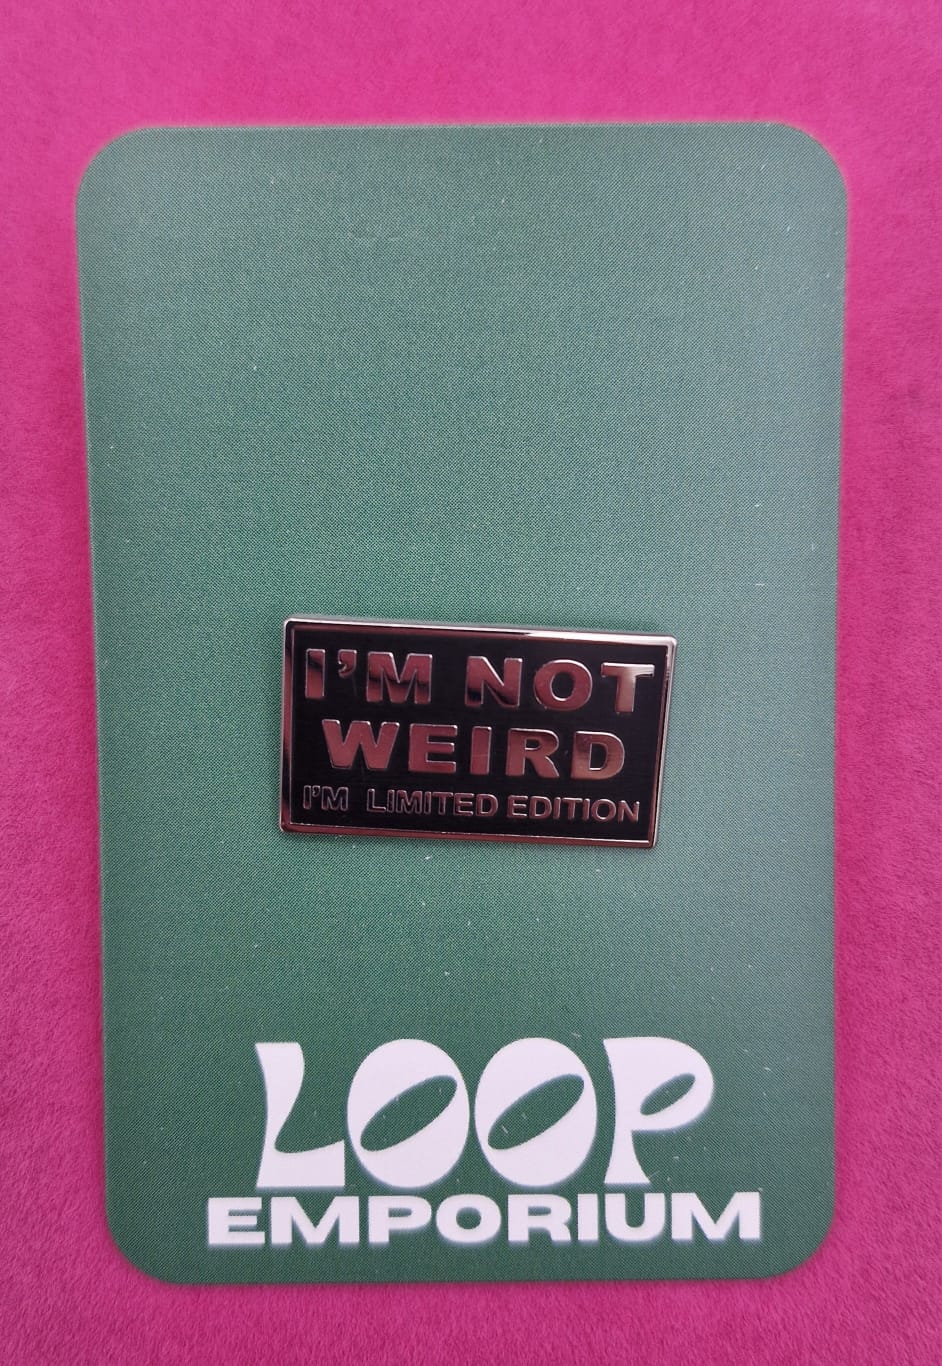 I'M NOT
WEIRD
I'M LIMITED EDITION
LOOP
EMPORIUM